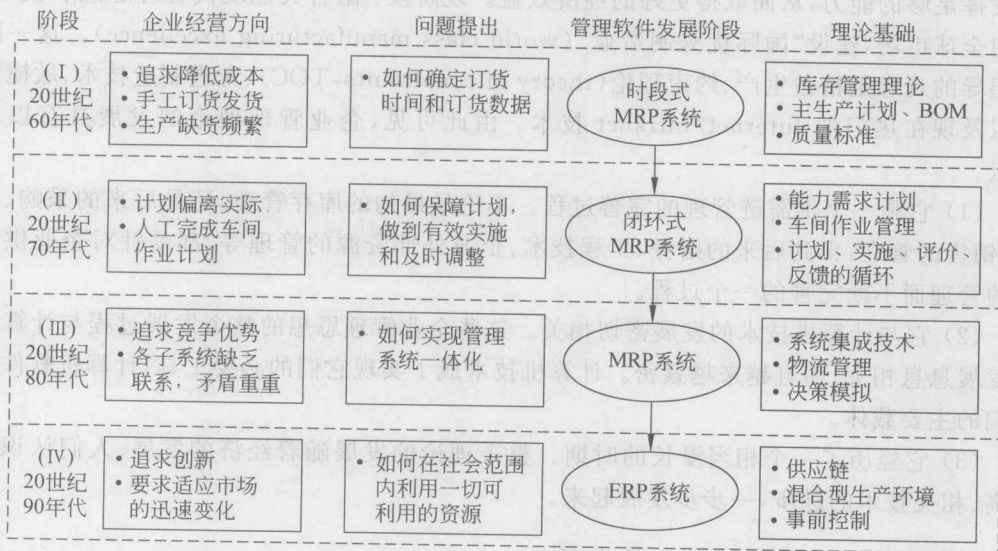 阶段 企业经营方向 问题提出 管理软件发展阶段 理论基础
(Ⅰ)
20世纪
60年代
• 追求降低成本
• 手工订货发货
• 生产缺货频繁
• 如何确定订货
时间和订货数据
时段式
MRP系统
• 库存管理理论
• 主生产计划、BOM
• 质量标准
(Ⅱ)
20世纪
70年代
• 计划偏离实际
• 人工完成车间
作业计划
• 如何保障计划,
做到有效实施
和及时调整
闭环式
MRP系统
• 能力需求计划
• 车间作业管理
• 计划、实施、评价、
反馈的循环
(Ⅲ)
20世纪
80年代
• 追求竞争优势
• 各子系统缺乏
联系,矛盾重重
• 如何实现管理
系统一体化
MRP系统
• 系统集成技术
• 物流管理
• 决策模拟
(Ⅳ)
20世纪
90年代
• 追求创新
• 要求适应市场
的迅速变化
• 如何在社会范围
内利用一切可
利用的资源
ERP系统
• 供应链
• 混合型生产环境
• 事前控制